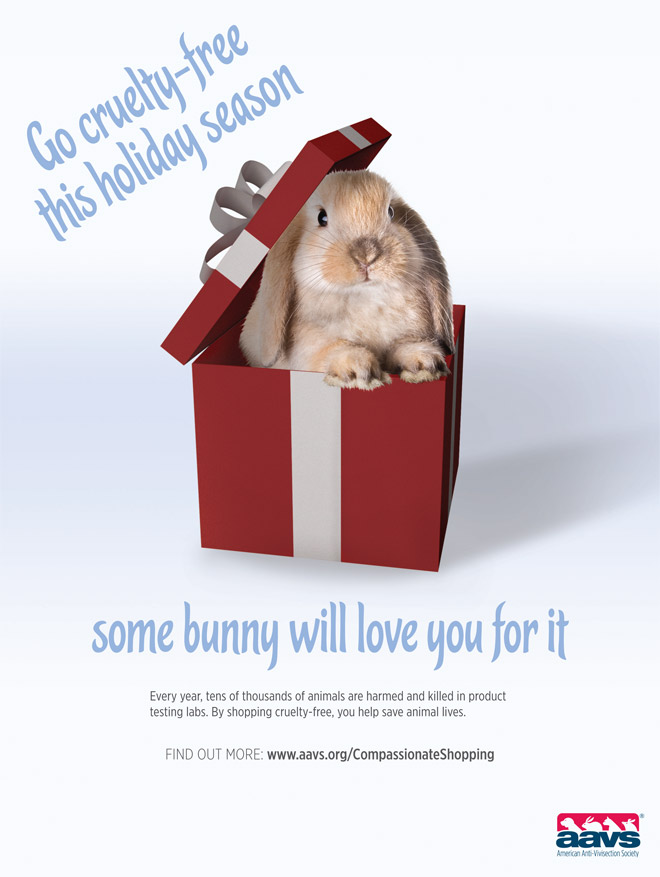 Go cruelty-free
this holiday season
some bunny will love you for it
Every year, tens of thousands of animals are harmed and killed in product
testing labs. By shopping cruelty-free, you help save animal lives.
FIND OUT MORE: www.aavs.org/CompassionateShopping
aavs®
American Anti-Vivisection Society